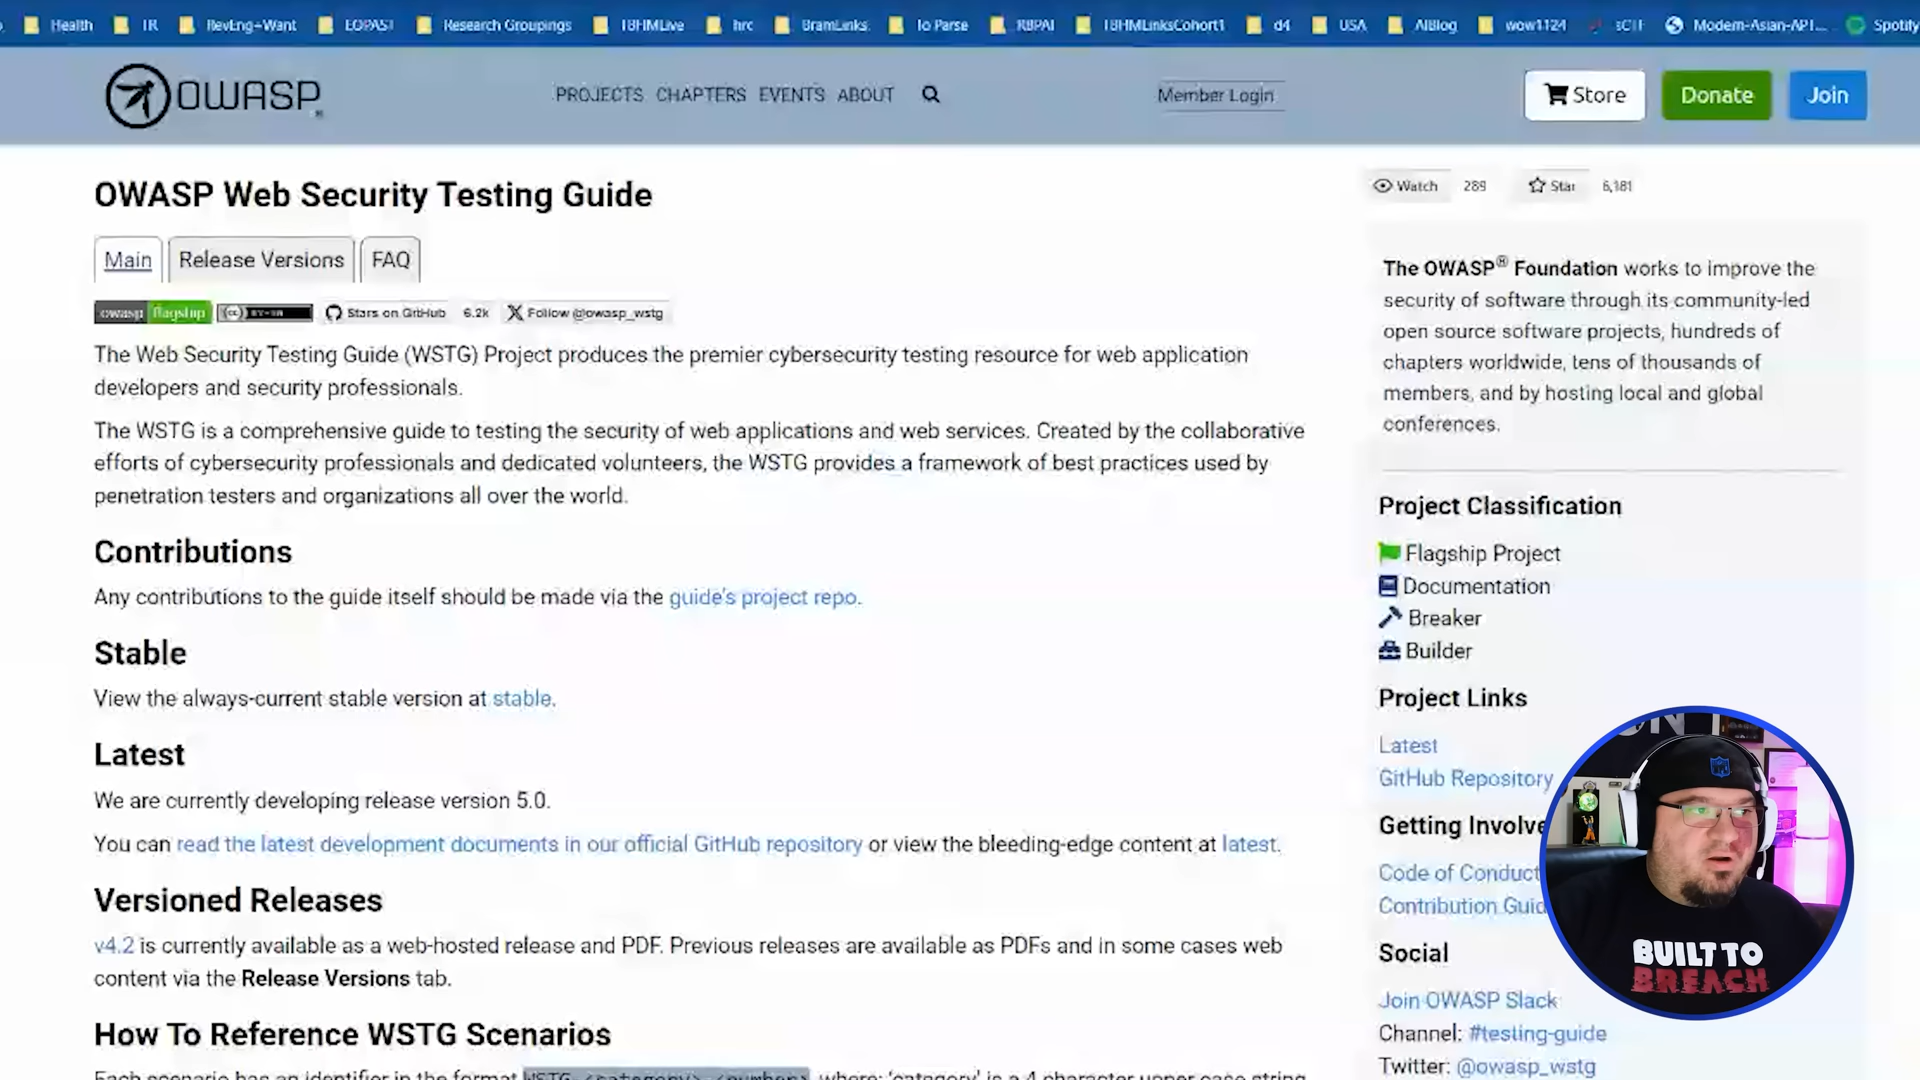 Health
TR
RevEng+Want
EOPAST
Research Groupings
TBHMLive
hrc
BramLinks
To Parse
RBPAI
TBHMLinksCohort1
d4
USA
AIBlog
wow1124
sCTF
Modern-Asian-API...
Spotify
OWASP
PROJECTS CHAPTERS EVENTS ABOUT
Member Login
Store
Donate
Join
OWASP Web Security Testing Guide
Main
Release Versions
FAQ
owasp flagship
Stars on GitHub 6.2k
Follow @owasp_wstg
The Web Security Testing Guide (WSTG) Project produces the premier cybersecurity testing resource for web application
developers and security professionals.
The WSTG is a comprehensive guide to testing the security of web applications and web services. Created by the collaborative
efforts of cybersecurity professionals and dedicated volunteers, the WSTG provides a framework of best practices used by
penetration testers and organizations all over the world.
Contributions
Any contributions to the guide itself should be made via the guide's project repo.
Stable
View the always-current stable version at stable.
Latest
We are currently developing release version 5.0.
You can read the latest development documents in our official GitHub repository or view the bleeding-edge content at latest.
Versioned Releases
v4.2 is currently available as a web-hosted release and PDF. Previous releases are available as PDFs and in some cases web
content via the Release Versions tab.
How To Reference WSTG Scenarios
Each scenario has an identifier in the format WSTG-<category>-<number>, where: 'category' is a 4 character upper case string
Watch 289
Star 6,181
The OWASP® Foundation works to improve the
security of software through its community-led
open source software projects, hundreds of
chapters worldwide, tens of thousands of
members, and by hosting local and global
conferences.
Project Classification
Flagship Project
Documentation
Breaker
Builder
Project Links
Latest
GitHub Repository
Getting Involve
Code of Conduct
Contribution Guid
Social
Join OWASP Slack
Channel: #testing-guide
Twitter: @owasp_wstg
BUILT TO
BREACH